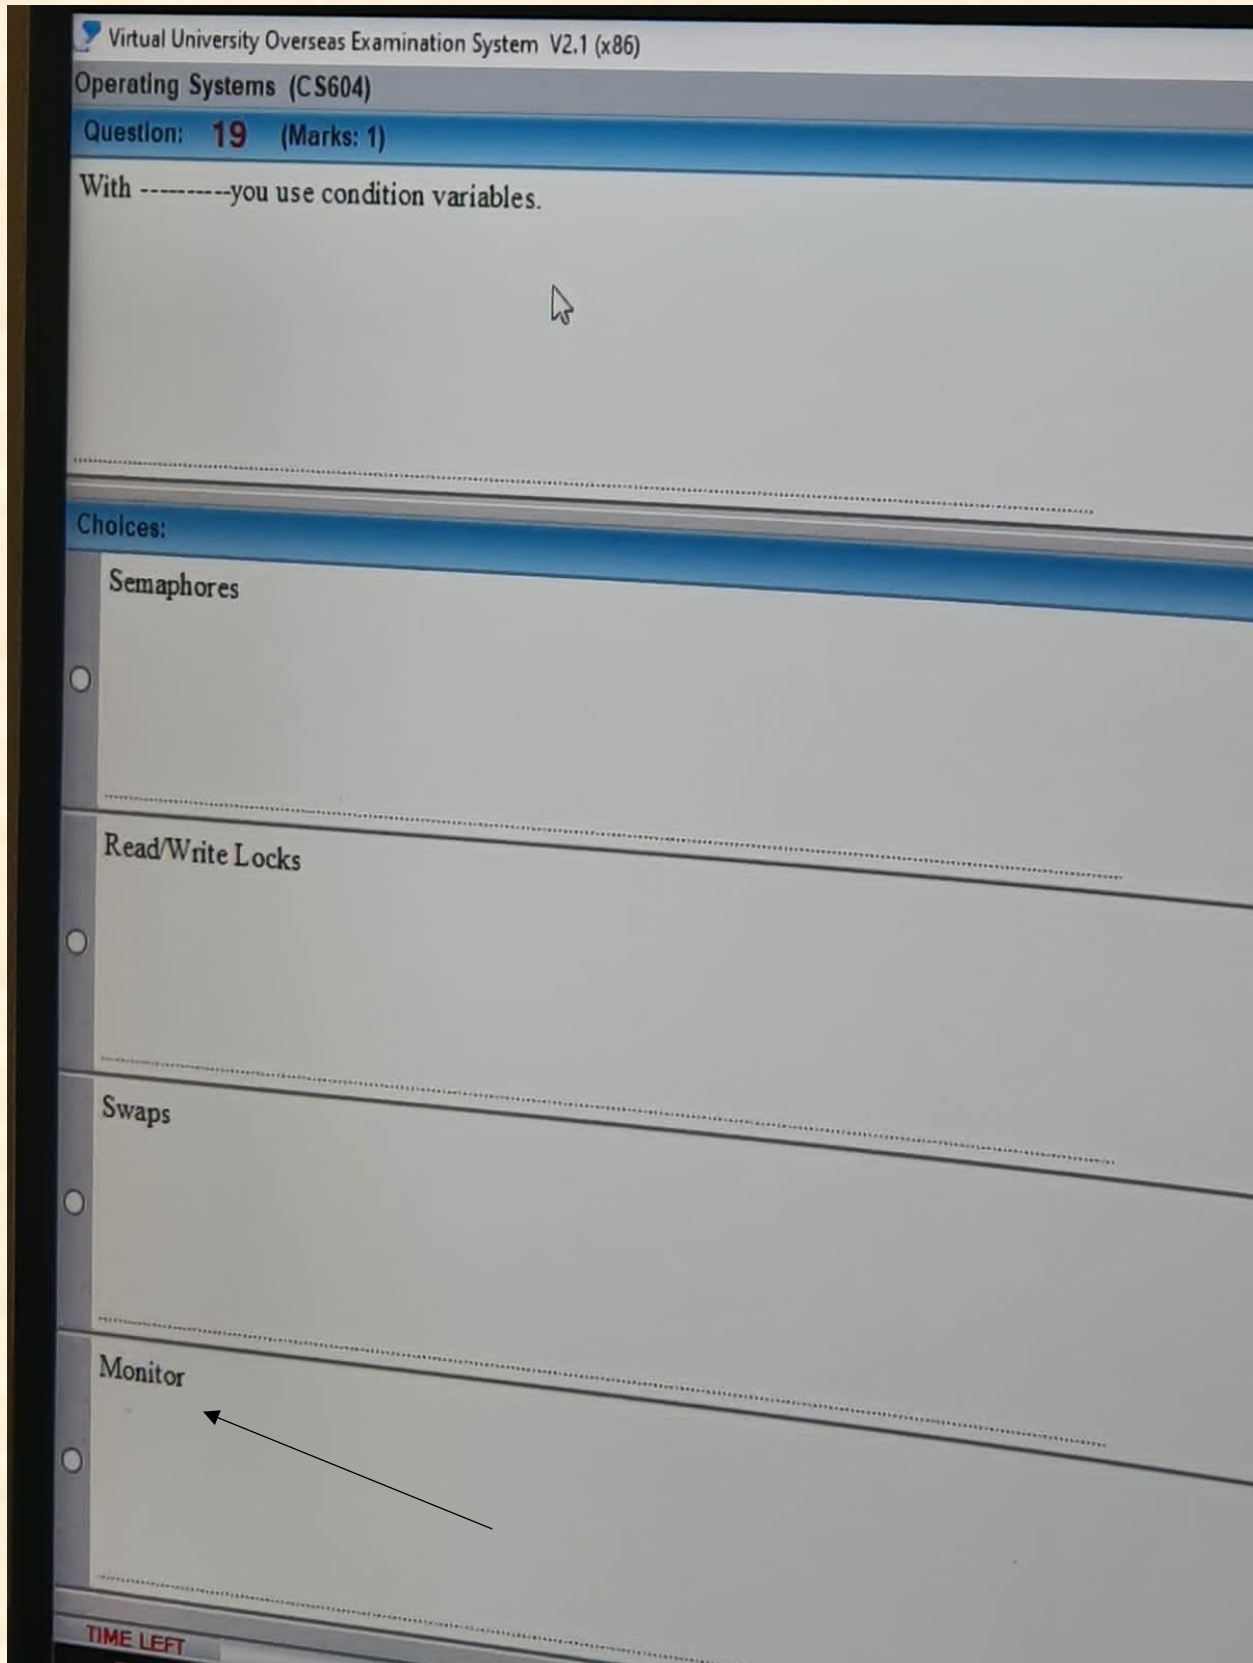 Virtual University Overseas Examination System V2.1 (x86)
Operating Systems (CS604)
Question: 19 (Marks: 1)
With ----------you use condition variables.
Choices:
Semaphores
Read/Write Locks
Swaps
Monitor
TIME LEFT